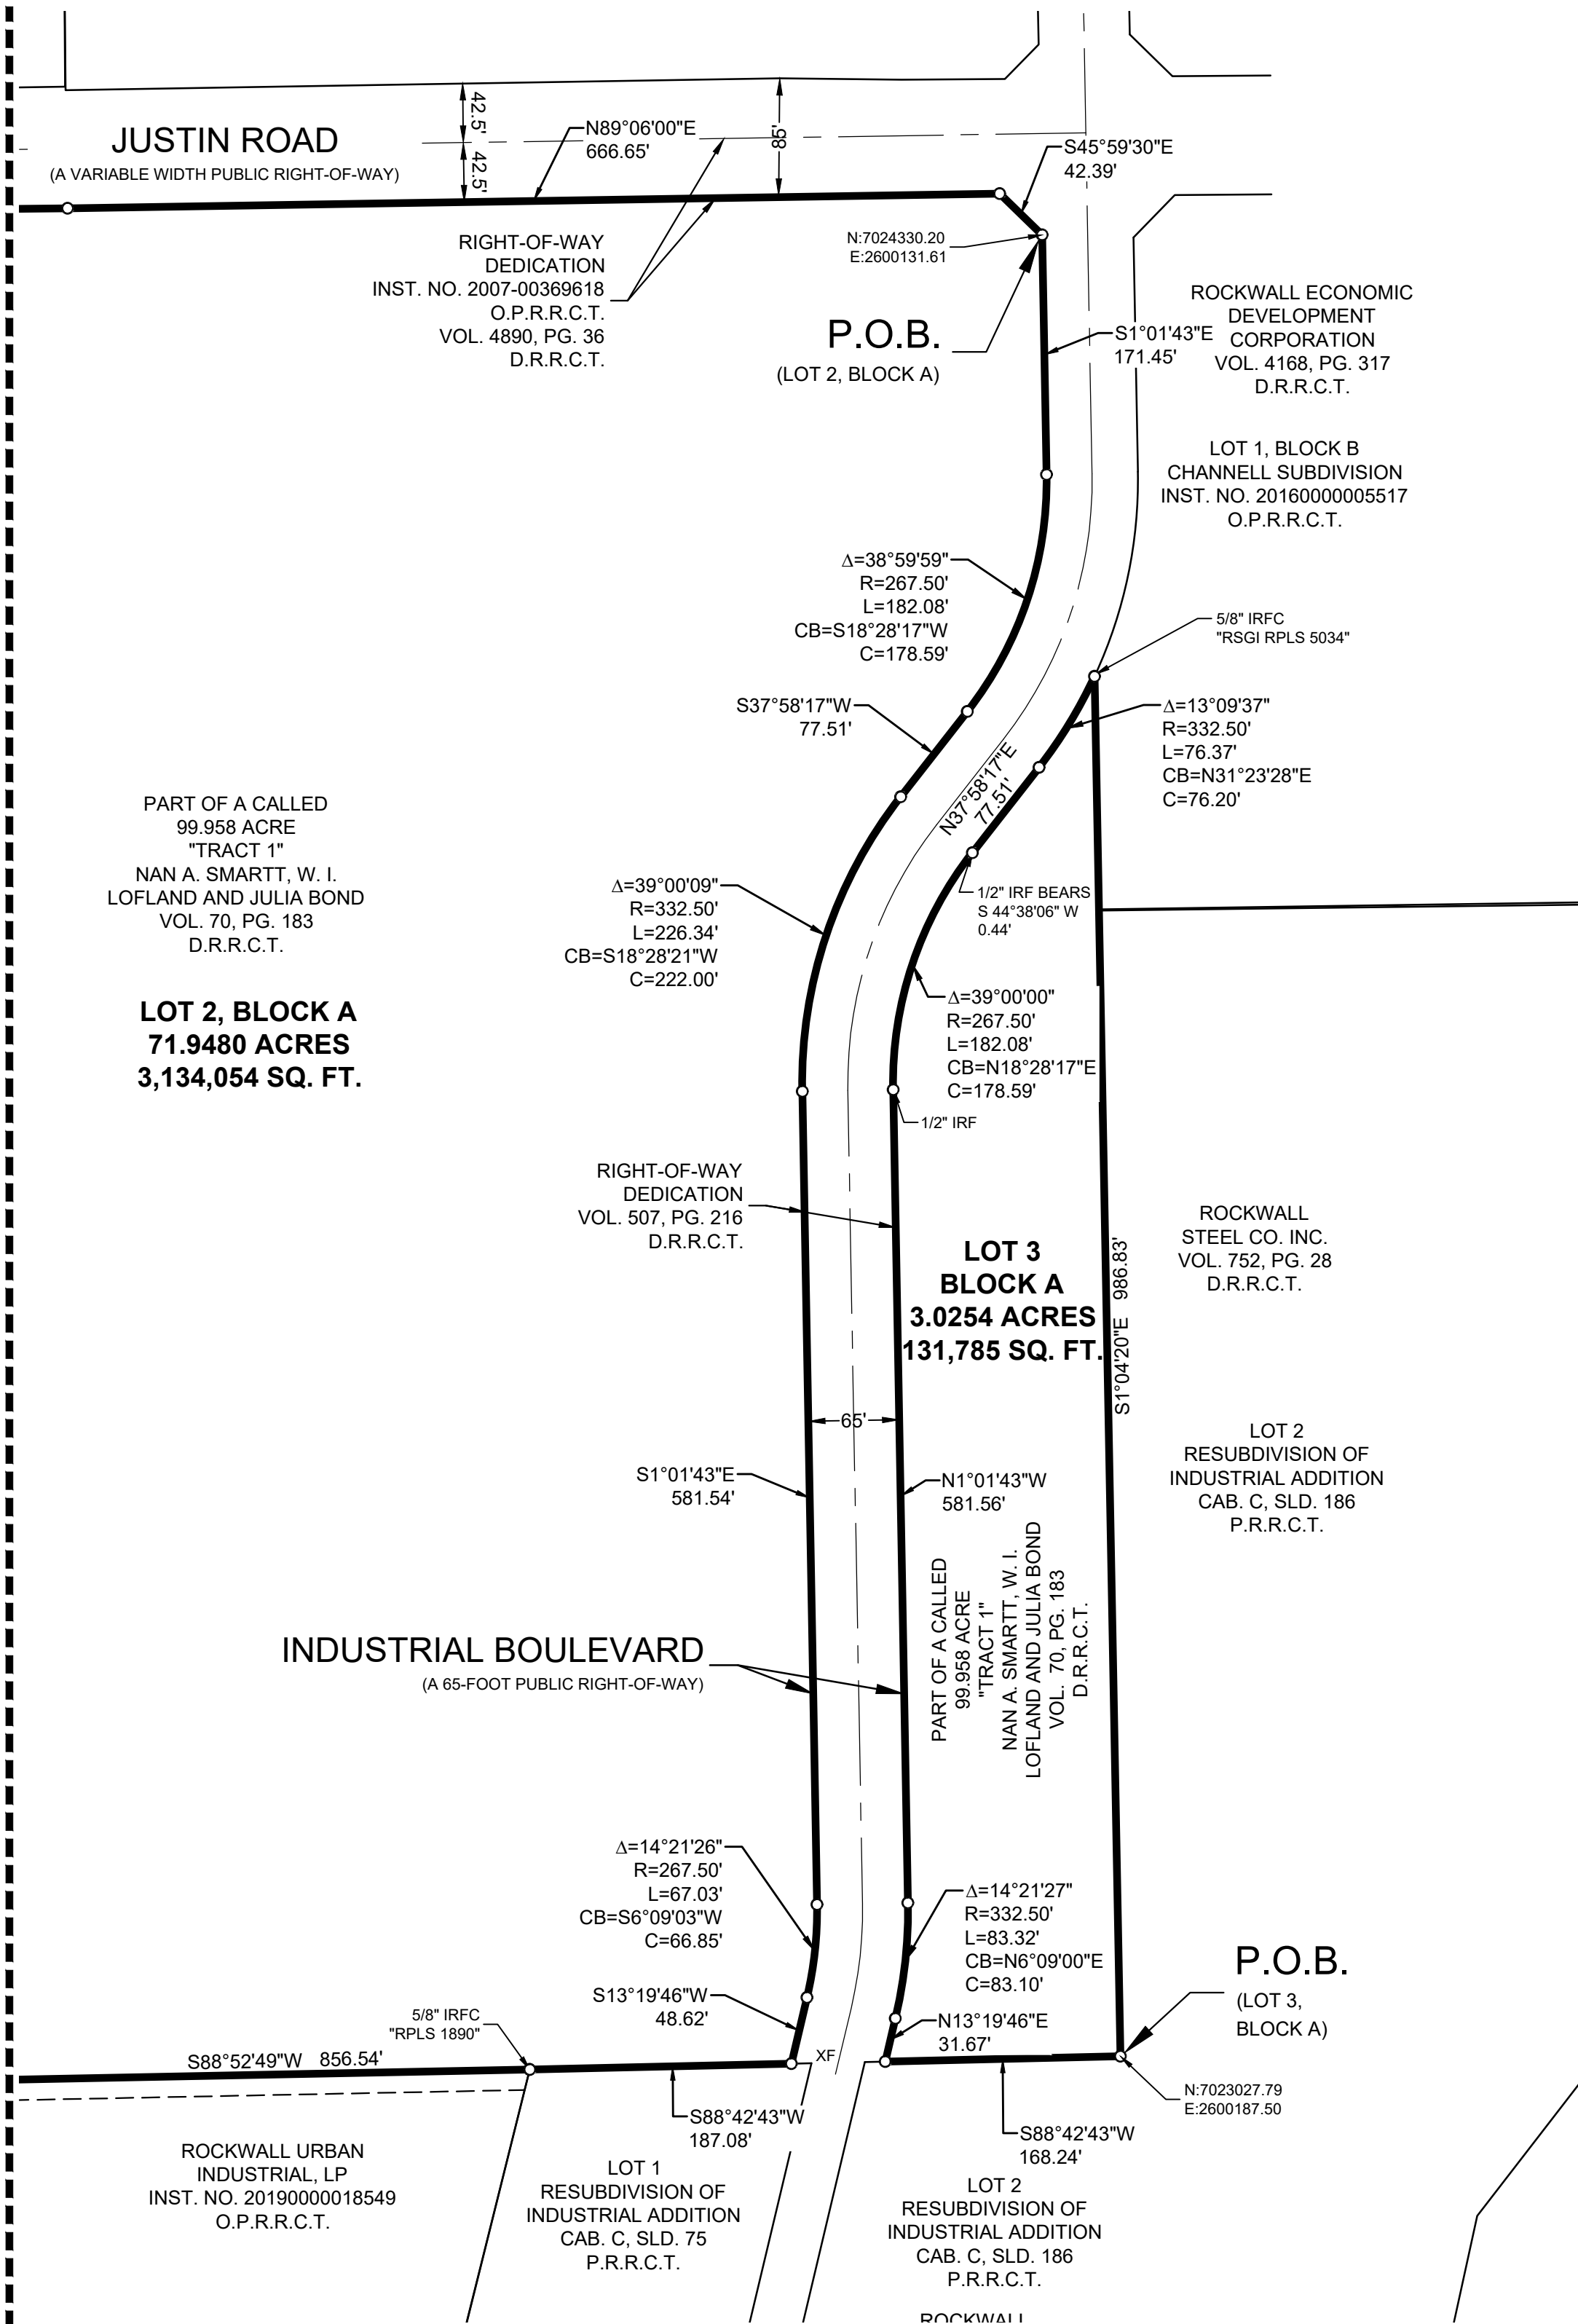 JUSTIN ROAD
(A VARIABLE WIDTH PUBLIC RIGHT-OF-WAY)
42.5'
42.5'
N89°06'00"E
666.65'
85'
S45°59'30"E
42.39'
RIGHT-OF-WAY
DEDICATION
INST. NO. 2007-00369618
O.P.R.R.C.T.
VOL. 4890, PG. 36
D.R.R.C.T.
N:7024330.20
E:2600131.61
P.O.B.
(LOT 2, BLOCK A)
S1°01'43"E
171.45'
ROCKWALL ECONOMIC
DEVELOPMENT
CORPORATION
VOL. 4168, PG. 317
D.R.R.C.T.
LOT 1, BLOCK B
CHANNELL SUBDIVISION
INST. NO. 20160000005517
O.P.R.R.C.T.
Δ=38°59'59"
R=267.50'
L=182.08'
CB=S18°28'17"W
C=178.59'
5/8" IRFC
"RSGI RPLS 5034"
S37°58'17"W
77.51'
Δ=13°09'37"
R=332.50'
L=76.37'
CB=N31°23'28"E
C=76.20'
N37°58'17"E
77.51'
PART OF A CALLED
99.958 ACRE
"TRACT 1"
NAN A. SMARTT, W. I.
LOFLAND AND JULIA BOND
VOL. 70, PG. 183
D.R.R.C.T.
Δ=39°00'09"
R=332.50'
L=226.34'
CB=S18°28'21"W
C=222.00'
1/2" IRF BEARS
S 44°38'06" W
0.44'
LOT 2, BLOCK A
71.9480 ACRES
3,134,054 SQ. FT.
Δ=39°00'00"
R=267.50'
L=182.08'
CB=N18°28'17"E
C=178.59'
1/2" IRF
RIGHT-OF-WAY
DEDICATION
VOL. 507, PG. 216
D.R.R.C.T.
LOT 3
BLOCK A
3.0254 ACRES
131,785 SQ. FT.
S1°04'20"E 986.83'
ROCKWALL
STEEL CO. INC.
VOL. 752, PG. 28
D.R.R.C.T.
65'
LOT 2
RESUBDIVISION OF
INDUSTRIAL ADDITION
CAB. C, SLD. 186
P.R.R.C.T.
S1°01'43"E
581.54'
N1°01'43"W
581.56'
PART OF A CALLED
99.958 ACRE
"TRACT 1"
NAN A. SMARTT, W. I.
LOFLAND AND JULIA BOND
VOL. 70, PG. 183
D.R.R.C.T.
INDUSTRIAL BOULEVARD
(A 65-FOOT PUBLIC RIGHT-OF-WAY)
Δ=14°21'26"
R=267.50'
L=67.03'
CB=S6°09'03"W
C=66.85'
Δ=14°21'27"
R=332.50'
L=83.32'
CB=N6°09'00"E
C=83.10'
P.O.B.
(LOT 3,
BLOCK A)
S13°19'46"W
48.62'
N13°19'46"E
31.67'
5/8" IRFC
"RPLS 1890"
S88°52'49"W 856.54'
XF
N:7023027.79
E:2600187.50
S88°42'43"W
187.08'
S88°42'43"W
168.24'
ROCKWALL URBAN
INDUSTRIAL, LP
INST. NO. 20190000018549
O.P.R.R.C.T.
LOT 1
RESUBDIVISION OF
INDUSTRIAL ADDITION
CAB. C, SLD. 75
P.R.R.C.T.
LOT 2
RESUBDIVISION OF
INDUSTRIAL ADDITION
CAB. C, SLD. 186
P.R.R.C.T.
ROCKWALL